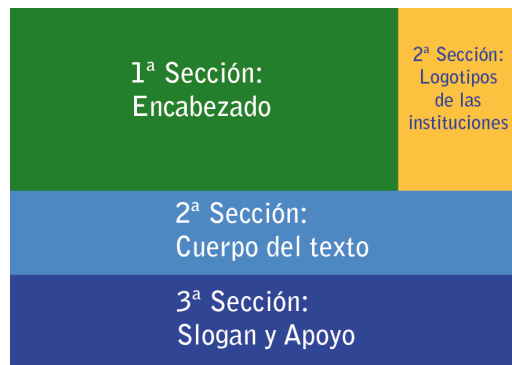 1ª Sección:
Encabezado
2ª Sección:
Logotipos
de las
instituciones
2ª Sección:
Cuerpo del texto
3ª Sección:
Slogan y Apoyo